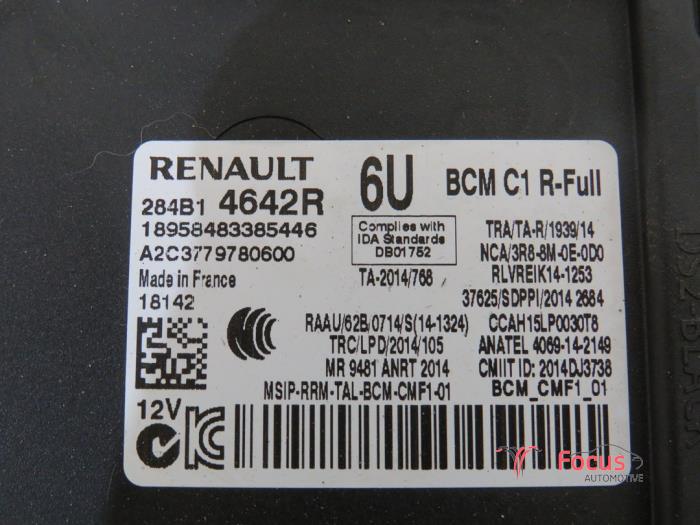 RENAULT 6U BCM C1 R-Full
284B1 4642R
18958483385446
A2C3779780600
Made in France
18142
Complies with
IDA Standards
DB01752
TA-2014/768
TRA/TA-R/1939/14
NCA/3R8-8M-0E-0D0
RLVREIK14-1253
37625/SDPPI/2014 2684
RAAU/62B/0714/S(14-1324) CCAH15LP0030T8
TRC/LPD/2014/105 ANATEL 4069-14-2149
MR 9481 ANRT 2014 CMIIT ID: 2014DJ3738
MSIP-RRM-TAL-BCM-CMF1-01 BCM_CMF1_01
12V
Focus
AUTOMOTIVE